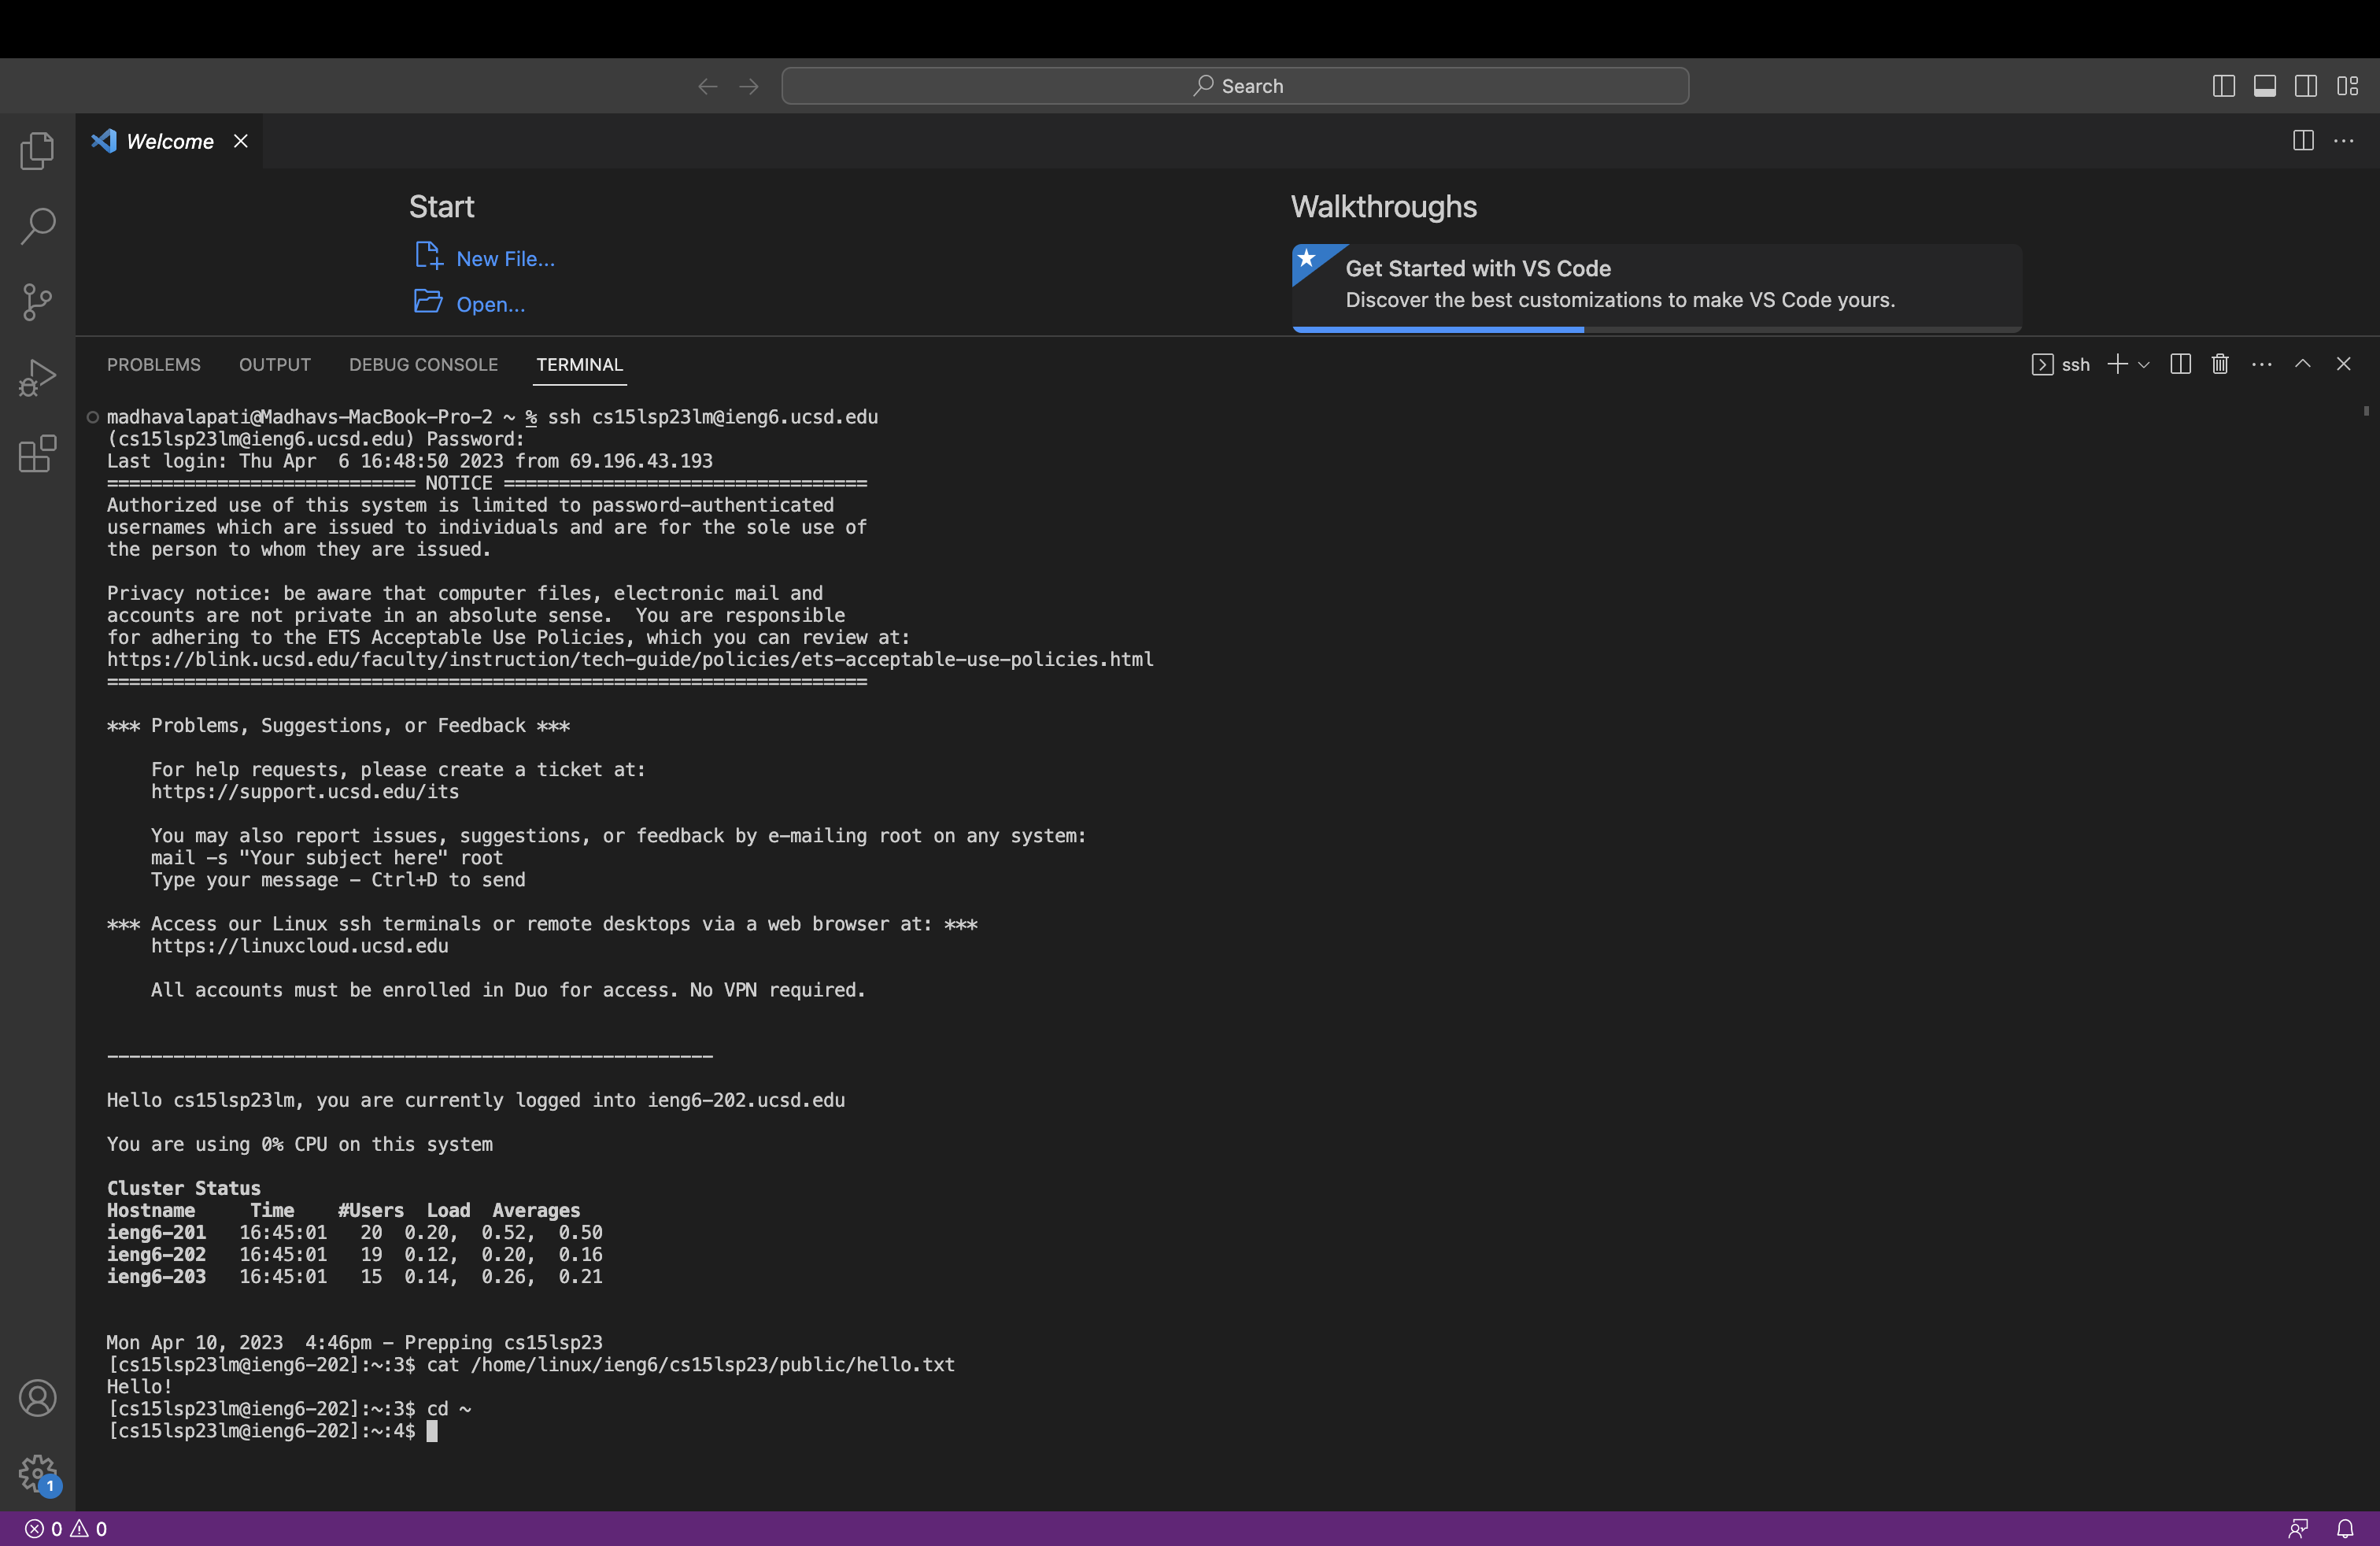 Search
Welcome
Start
Walkthroughs
New File...
Open...
Get Started with VS Code
Discover the best customizations to make VS Code yours.
PROBLEMS OUTPUT DEBUG CONSOLE TERMINAL
ssh
madhavalapati@Madhavs-MacBook-Pro-2 ~ % ssh cs15lsp23lm@ieng6.ucsd.edu
(cs15lsp23lm@ieng6.ucsd.edu) Password:
Last login: Thu Apr  6 16:48:50 2023 from 69.196.43.193
============================ NOTICE =================================
Authorized use of this system is limited to password-authenticated
usernames which are issued to individuals and are for the sole use of
the person to whom they are issued.
Privacy notice: be aware that computer files, electronic mail and
accounts are not private in an absolute sense.  You are responsible
for adhering to the ETS Acceptable Use Policies, which you can review at:
https://blink.ucsd.edu/faculty/instruction/tech-guide/policies/ets-acceptable-use-policies.html
=====================================================================
*** Problems, Suggestions, or Feedback ***
For help requests, please create a ticket at:
https://support.ucsd.edu/its
You may also report issues, suggestions, or feedback by e-mailing root on any system:
mail -s "Your subject here" root
Type your message - Ctrl+D to send
*** Access our Linux ssh terminals or remote desktops via a web browser at: ***
https://linuxcloud.ucsd.edu
All accounts must be enrolled in Duo for access. No VPN required.
-------------------------------------------------------
Hello cs15lsp23lm, you are currently logged into ieng6-202.ucsd.edu
You are using 0% CPU on this system
Cluster Status
Hostname     Time    #Users  Load  Averages
ieng6-201   16:45:01   20  0.20,  0.52,  0.50
ieng6-202   16:45:01   19  0.12,  0.20,  0.16
ieng6-203   16:45:01   15  0.14,  0.26,  0.21
Mon Apr 10, 2023  4:46pm - Prepping cs15lsp23
[cs15lsp23lm@ieng6-202]:~:3$ cat /home/linux/ieng6/cs15lsp23/public/hello.txt
Hello!
[cs15lsp23lm@ieng6-202]:~:3$ cd ~
[cs15lsp23lm@ieng6-202]:~:4$
1
0 0